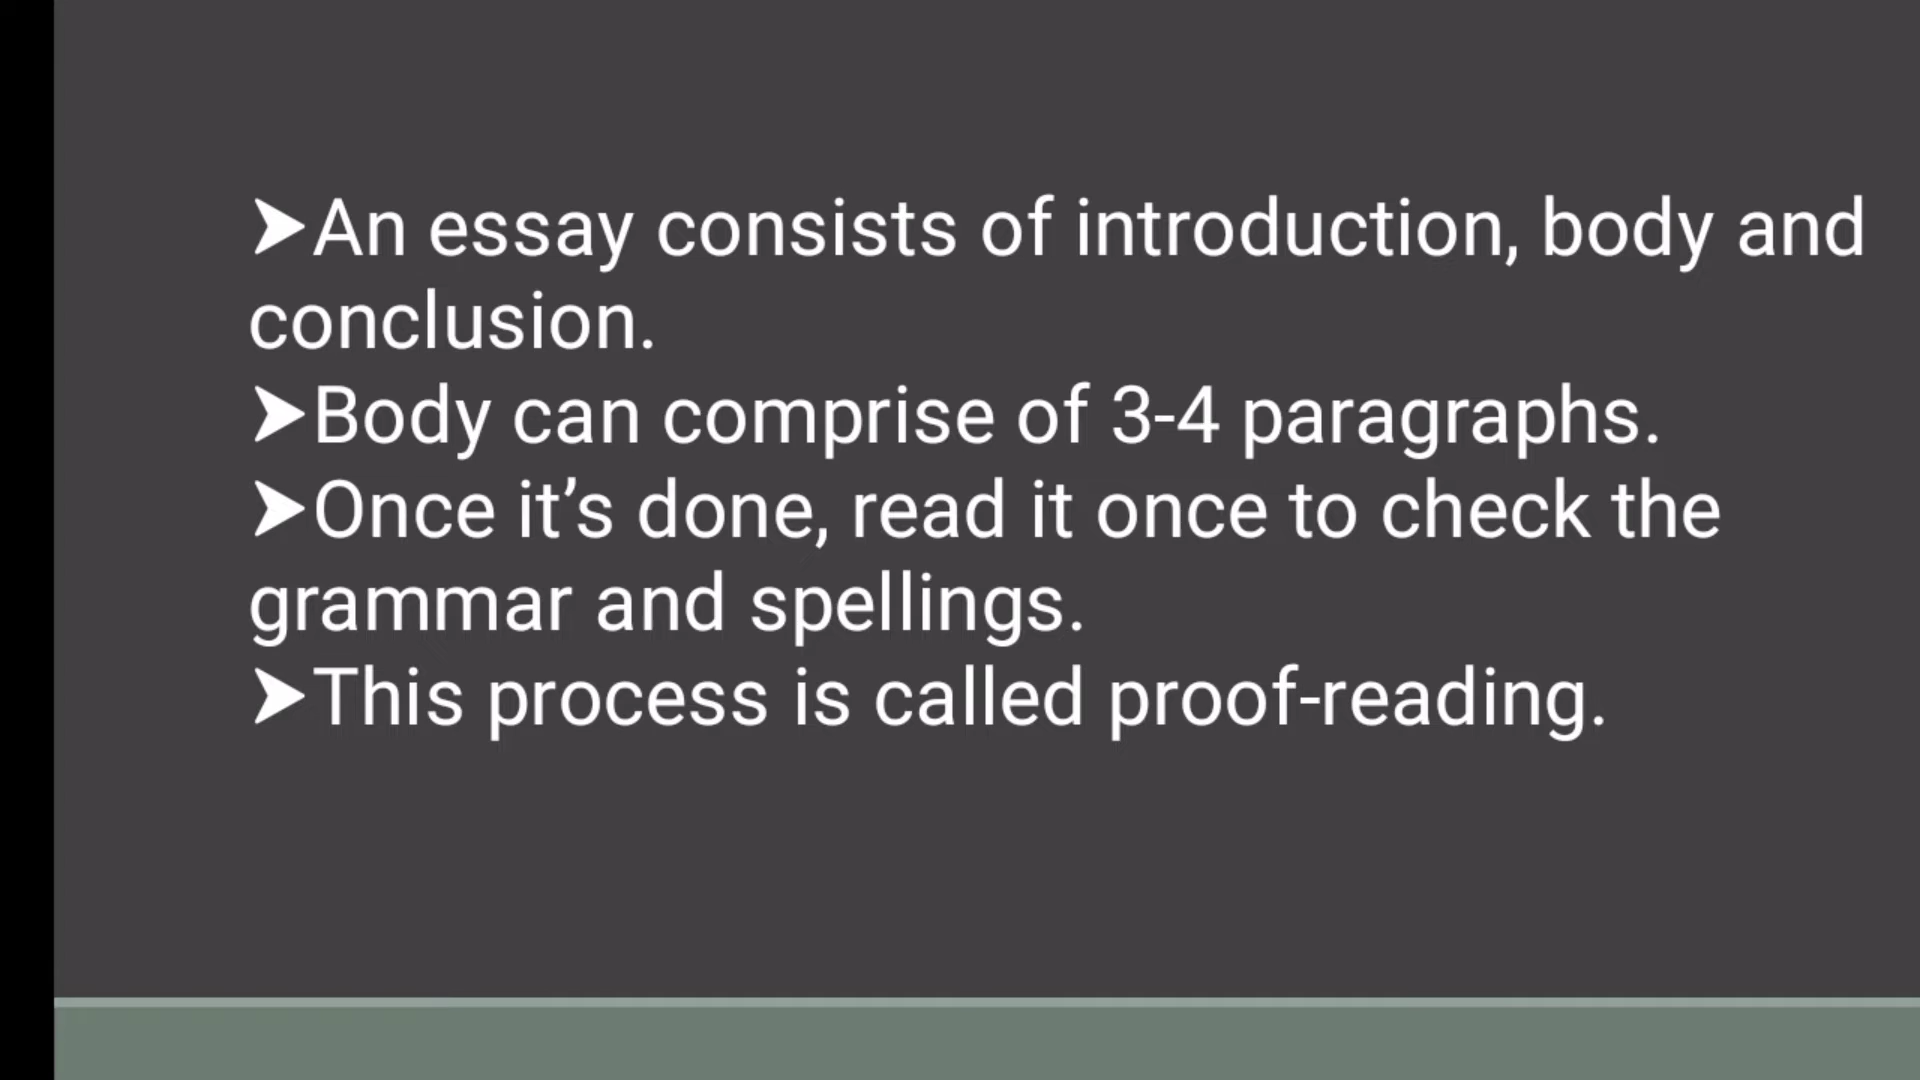 ➤An essay consists of introduction, body and
conclusion.
➤Body can comprise of 3-4 paragraphs.
➤Once it’s done, read it once to check the
grammar and spellings.
➤This process is called proof-reading.